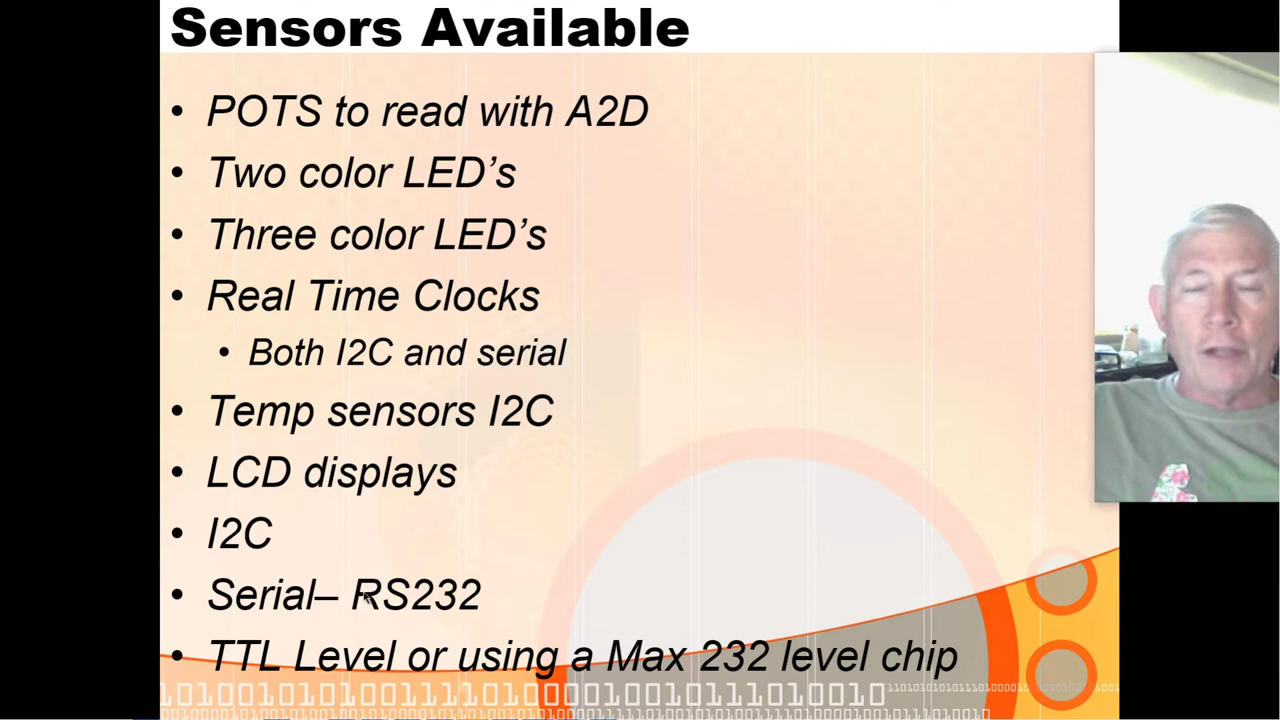 Sensors Available
• POTS to read with A2D
• Two color LED’s
• Three color LED’s
• Real Time Clocks
• Both I2C and serial
• Temp sensors I2C
• LCD displays
• I2C
• Serial– RS232
• TTL Level or using a Max 232 level chip